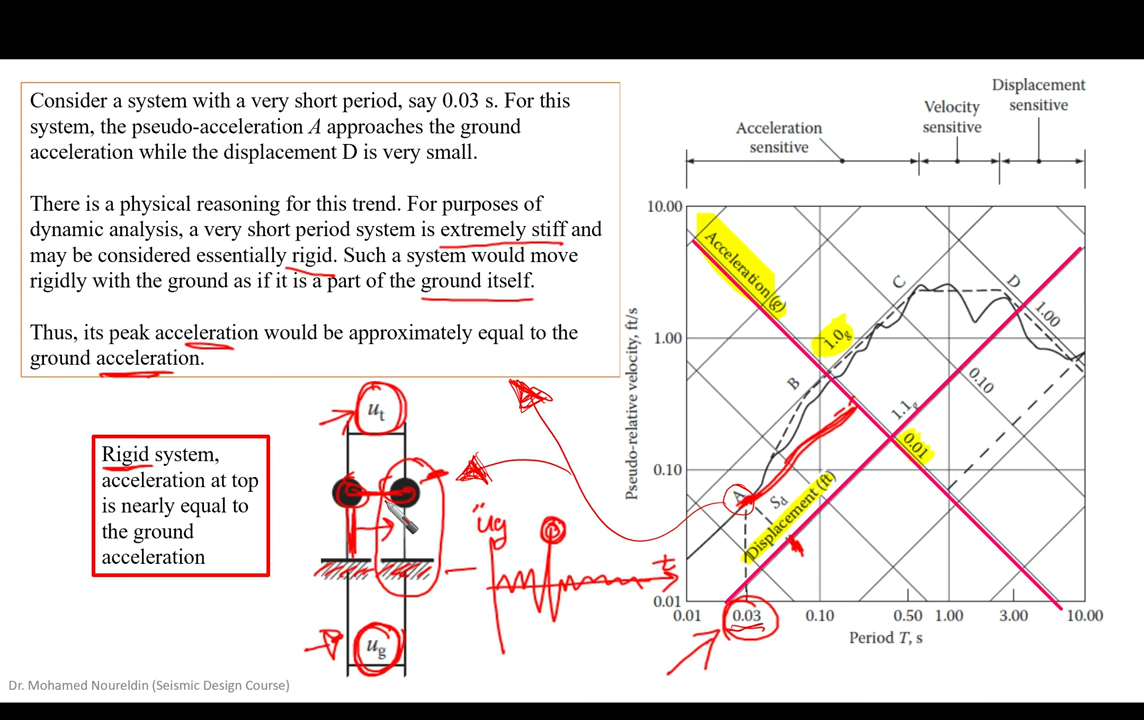 Consider a system with a very short period, say 0.03 s. For this
system, the pseudo-acceleration A approaches the ground
acceleration while the displacement D is very small.
There is a physical reasoning for this trend. For purposes of
dynamic analysis, a very short period system is extremely stiff and
may be considered essentially rigid. Such a system would move
rigidly with the ground as if it is a part of the ground itself.
Thus, its peak acceleration would be approximately equal to the
ground acceleration.
Rigid system,
acceleration at top
is nearly equal to
the ground
acceleration
ut
ug
üg
t
Displacement
sensitive
Velocity
sensitive
Acceleration
sensitive
Pseudo-relative velocity, ft/s
10.00
1.00
0.10
0.01
Acceleration (g)
1.0g
A
B
C
D
1.00
0.10
1.1g
0.01
Sd
Displacement (ft)
0.01
0.03
0.10
0.50
1.00
3.00
10.00
Period T, s
Dr. Mohamed Noureldin (Seismic Design Course)